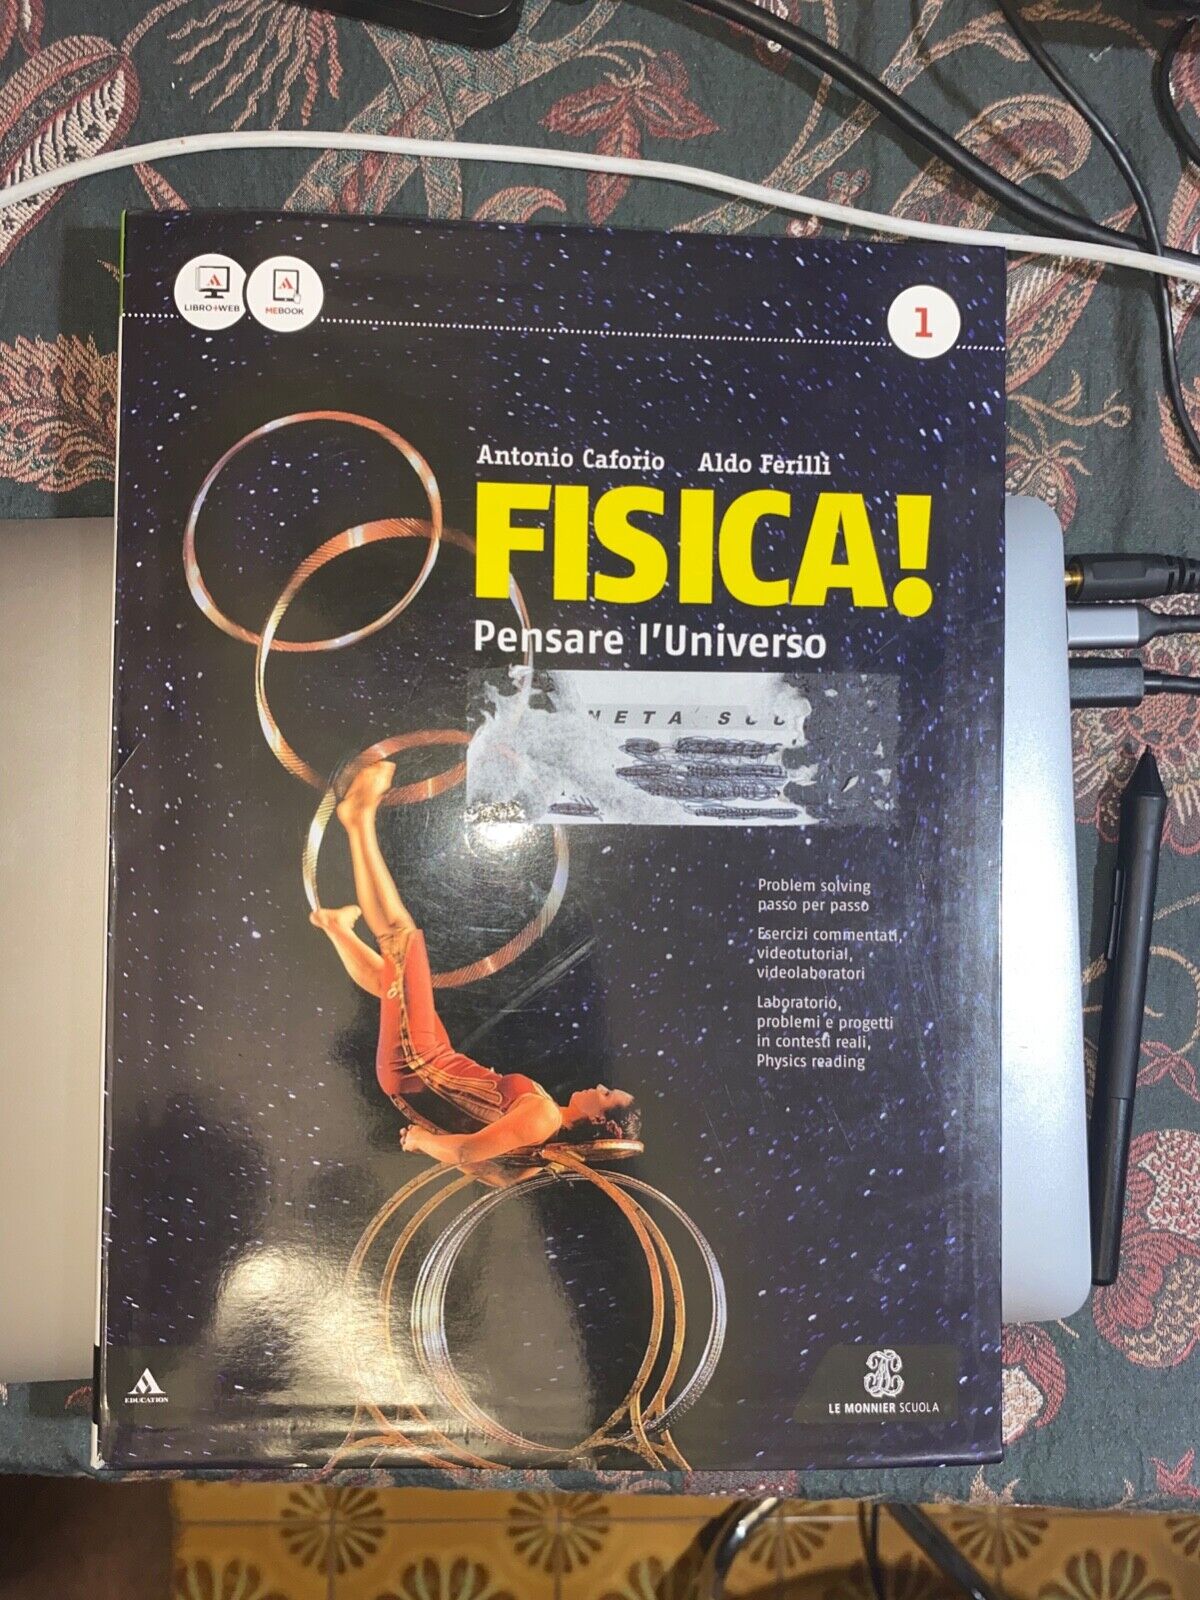 LIBRO+WEB
MEBOOK
1
Antonio Caforio Aldo Ferillì
FISICA!
Pensare l'Universo
Problem solving
passo per passo
Esercizi commentati,
videotutorial,
videolaboratori
Laboratorio,
problemi e progetti
in contesti reali,
Physics reading
EDUCATION
LE MONNIER SCUOLA